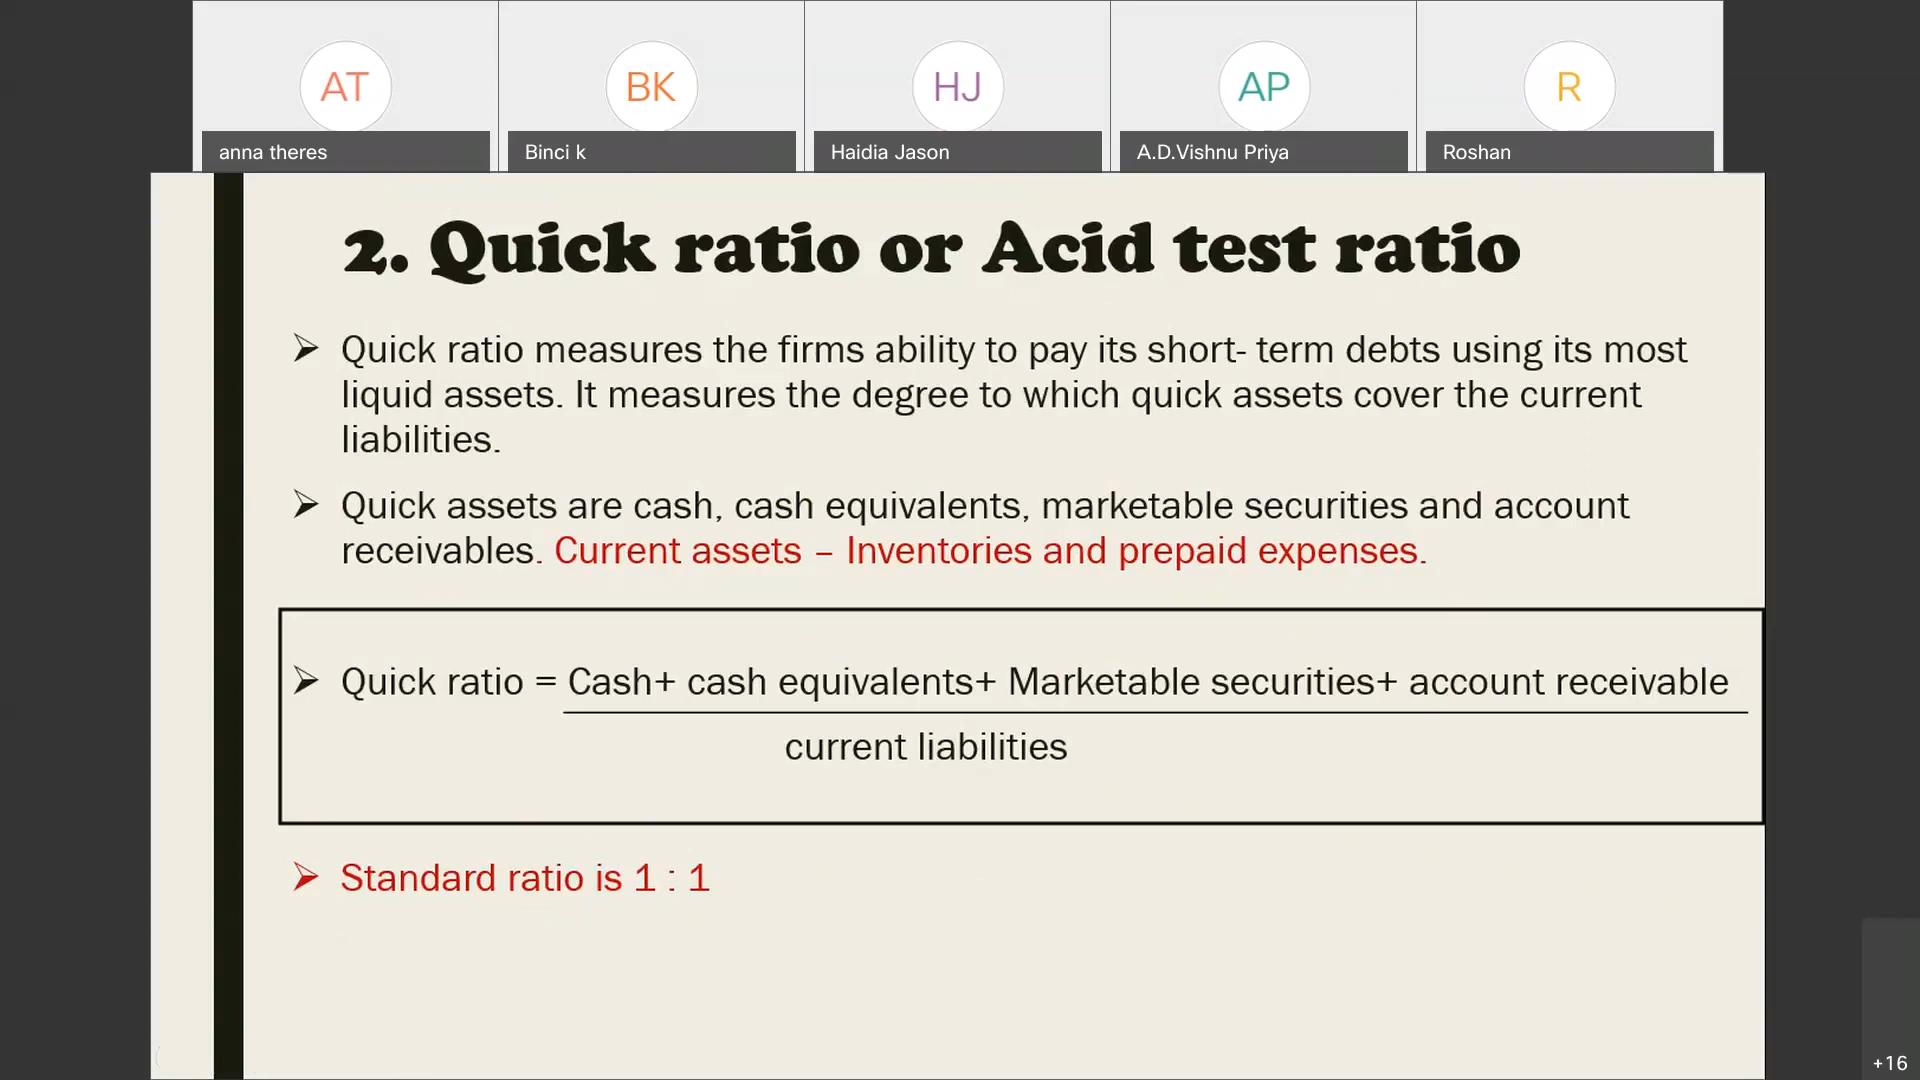 AT
BK
HJ
AP
R
anna theres
Binci k
Haidia Jason
A.D.Vishnu Priya
Roshan
2. Quick ratio or Acid test ratio
➢ Quick ratio measures the firms ability to pay its short- term debts using its most
liquid assets. It measures the degree to which quick assets cover the current
liabilities.
➢ Quick assets are cash, cash equivalents, marketable securities and account
receivables. Current assets – Inventories and prepaid expenses.
➢ Quick ratio = Cash+ cash equivalents+ Marketable securities+ account receivable
current liabilities
➢ Standard ratio is 1 : 1
+16